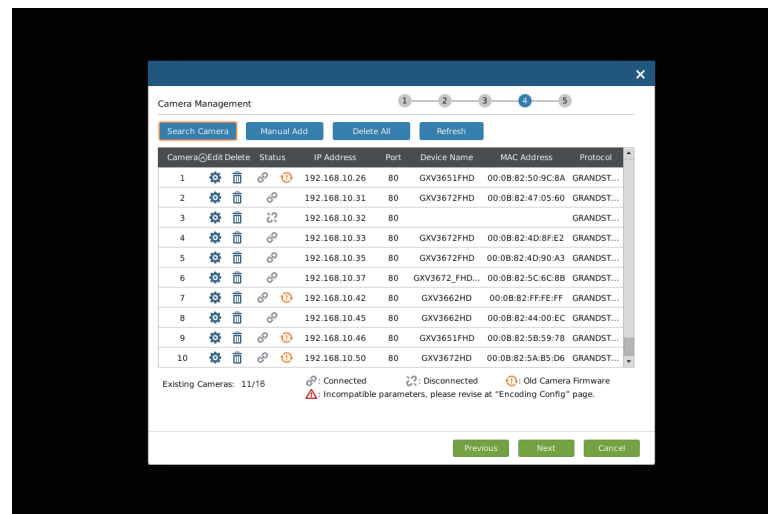 Camera Management 1 2 3 4 5
Search Camera Manual Add Delete All Refresh
Camera Edit Delete Status IP Address Port Device Name MAC Address Protocol
1 192.168.10.26 80 GXV3651FHD 00:0B:82:50:9C:8A GRANDST...
2 192.168.10.31 80 GXV3672FHD 00:0B:82:47:05:60 GRANDST...
3 192.168.10.32 80 GRANDST...
4 192.168.10.33 80 GXV3672FHD 00:0B:82:4D:8F:E2 GRANDST...
5 192.168.10.35 80 GXV3672FHD 00:0B:82:4D:90:A3 GRANDST...
6 192.168.10.37 80 GXV3672_FHD... 00:0B:82:5C:6C:8B GRANDST...
7 192.168.10.42 80 GXV3662HD 00:0B:82:FF:FE:FF GRANDST...
8 192.168.10.45 80 GXV3662HD 00:0B:82:44:00:EC GRANDST...
9 192.168.10.46 80 GXV3651FHD 00:0B:82:5B:59:78 GRANDST...
10 192.168.10.50 80 GXV3672HD 00:0B:82:5A:B5:D6 GRANDST...
Existing Cameras: 11/16 : Connected : Disconnected : Old Camera Firmware
: Incompatible parameters, please revise at "Encoding Config" page.
Previous Next Cancel